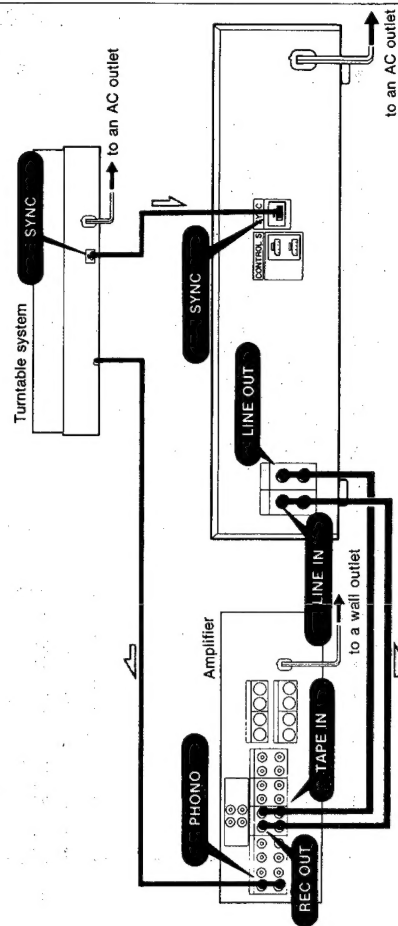 Turntable system
SYNC
to an AC outlet
to an AC outlet
SYNC
CONTROL S
SYNC
LINE OUT
LINE IN
Amplifier
to a wall outlet
PHONO
TAPE IN
REC OUT